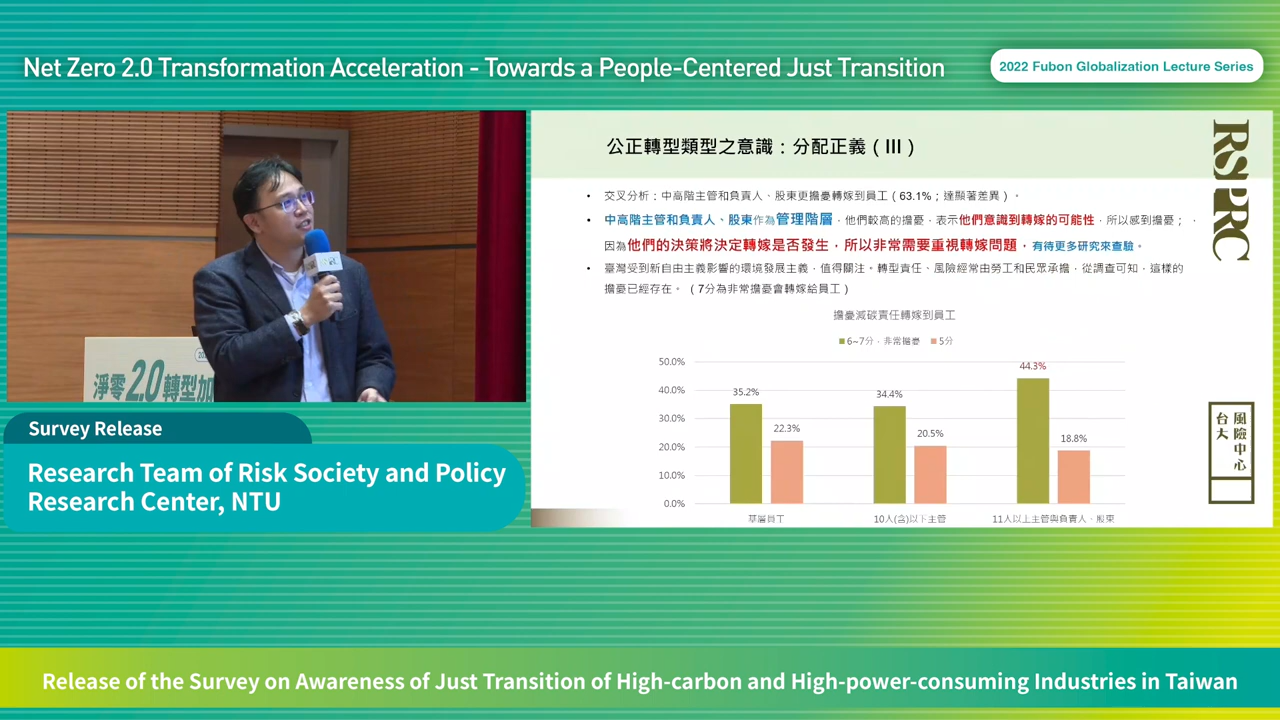 Net Zero 2.0 Transformation Acceleration - Towards a People-Centered Just Transition
2022 Fubon Globalization Lecture Series
淨零2.0轉型加
Survey Release
Research Team of Risk Society and Policy
Research Center, NTU
公正轉型類型之意識：分配正義（III）
• 交叉分析：中高階主管和負責人、股東更擔憂轉嫁到員工（63.1%；達顯著差異）。
• 中高階主管和負責人、股東作為管理階層，他們較高的擔憂，表示他們意識到轉嫁的可能性，所以感到擔憂；
因為他們的決策將決定轉嫁是否發生，所以非常需要重視轉嫁問題，有待更多研究來查驗。
• 臺灣受到新自由主義影響的環境發展主義，值得關注。轉型責任、風險經常由勞工和民眾承擔，從調查可知，這樣的
擔憂已經存在。（7分為非常擔憂會轉嫁給員工）
擔憂減碳責任轉嫁到員工
6~7分，非常擔憂 5分
50.0%
40.0%
30.0%
20.0%
10.0%
0.0%
35.2%
22.3%
34.4%
20.5%
44.3%
18.8%
基層員工
10人(含)以下主管
11人以上主管與負責人、股東
RSPRC
台大
風險中心
Release of the Survey on Awareness of Just Transition of High-carbon and High-power-consuming Industries in Taiwan